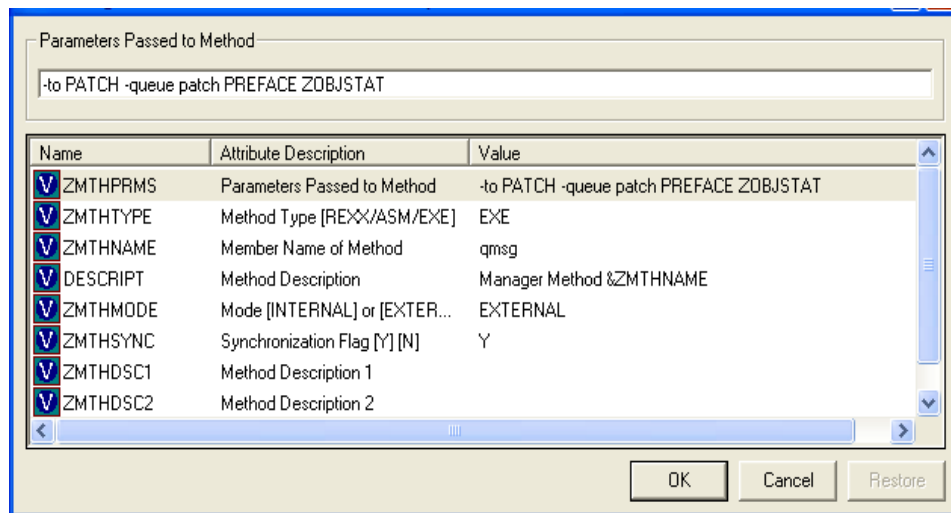 Parameters Passed to Method
-to PATCH -queue patch PREFACE ZOBJSTAT
Name Attribute Description Value
V ZMTHPRMS Parameters Passed to Method -to PATCH -queue patch PREFACE ZOBJSTAT
V ZMTHTYPE Method Type [REXX/ASM/EXE] EXE
V ZMTHNAME Member Name of Method qmsg
V DESCRIPT Method Description Manager Method &ZMTHNAME
V ZMTHMODE Mode [INTERNAL] or [EXTER... EXTERNAL
V ZMTHSYNC Synchronization Flag [Y] [N] Y
V ZMTHDSC1 Method Description 1
V ZMTHDSC2 Method Description 2
OK Cancel Restore